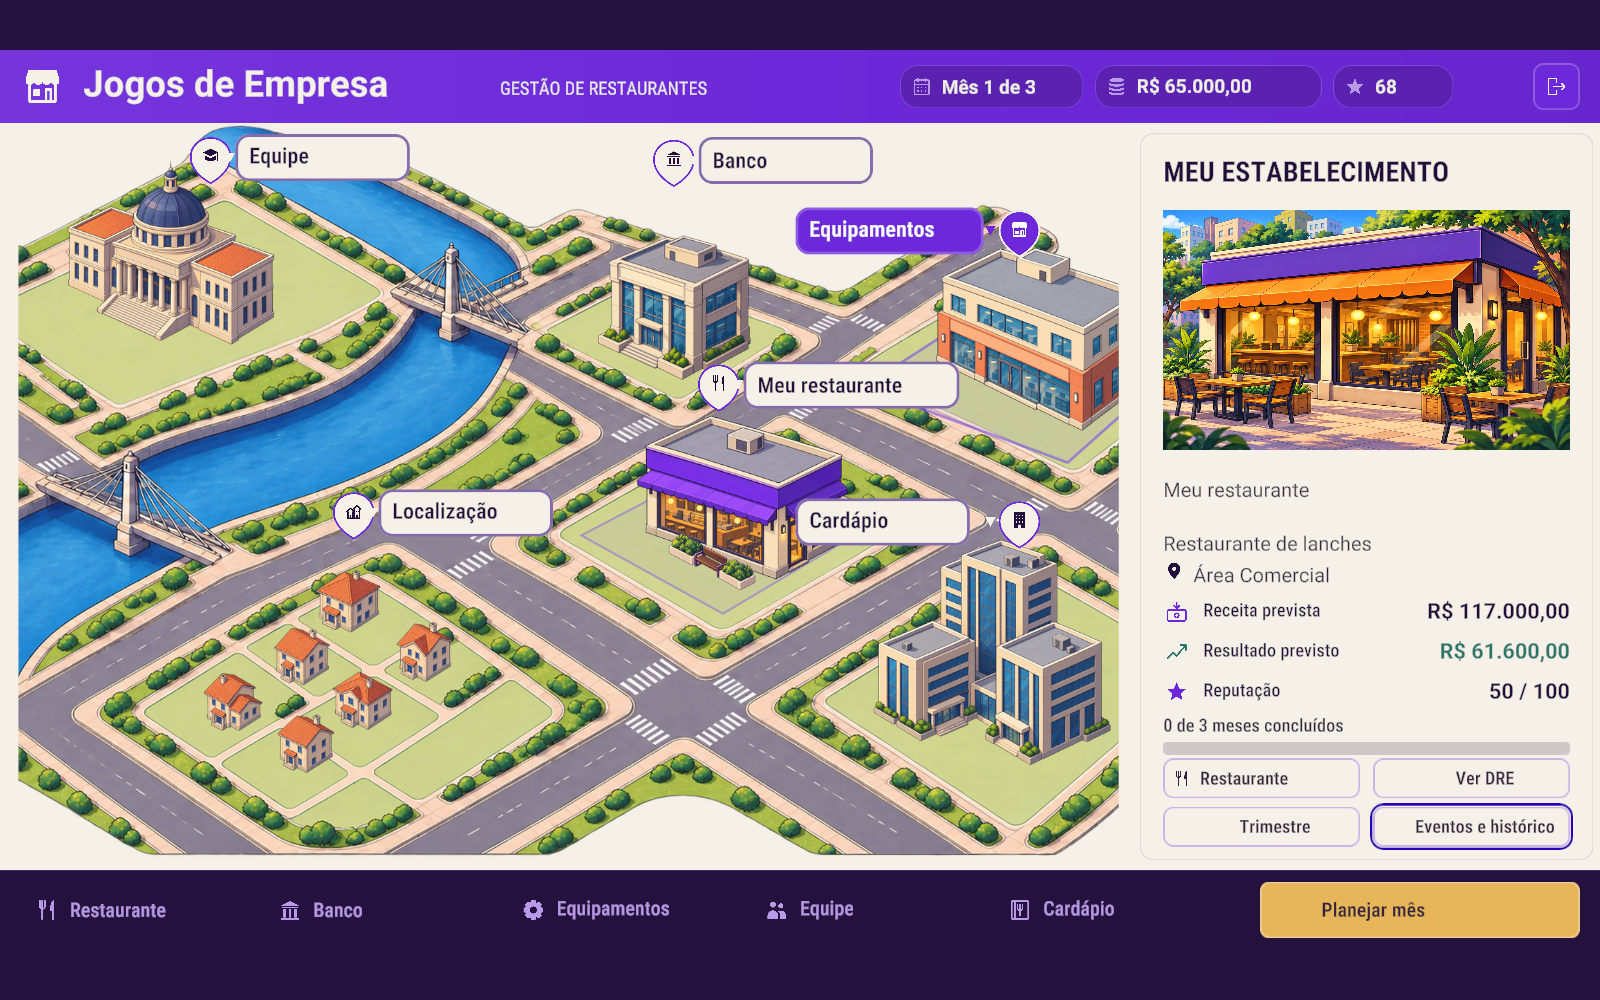 Jogos de Empresa
GESTÃO DE RESTAURANTES
Mês 1 de 3
R$ 65.000,00
68
Equipe
Banco
Equipamentos
Meu restaurante
Localização
Cardápio
MEU ESTABELECIMENTO
Meu restaurante
Restaurante de lanches
Área Comercial
Receita prevista R$ 117.000,00
Resultado previsto R$ 61.600,00
Reputação 50 / 100
0 de 3 meses concluídos
Restaurante
Ver DRE
Trimestre
Eventos e histórico
Restaurante
Banco
Equipamentos
Equipe
Cardápio
Planejar mês